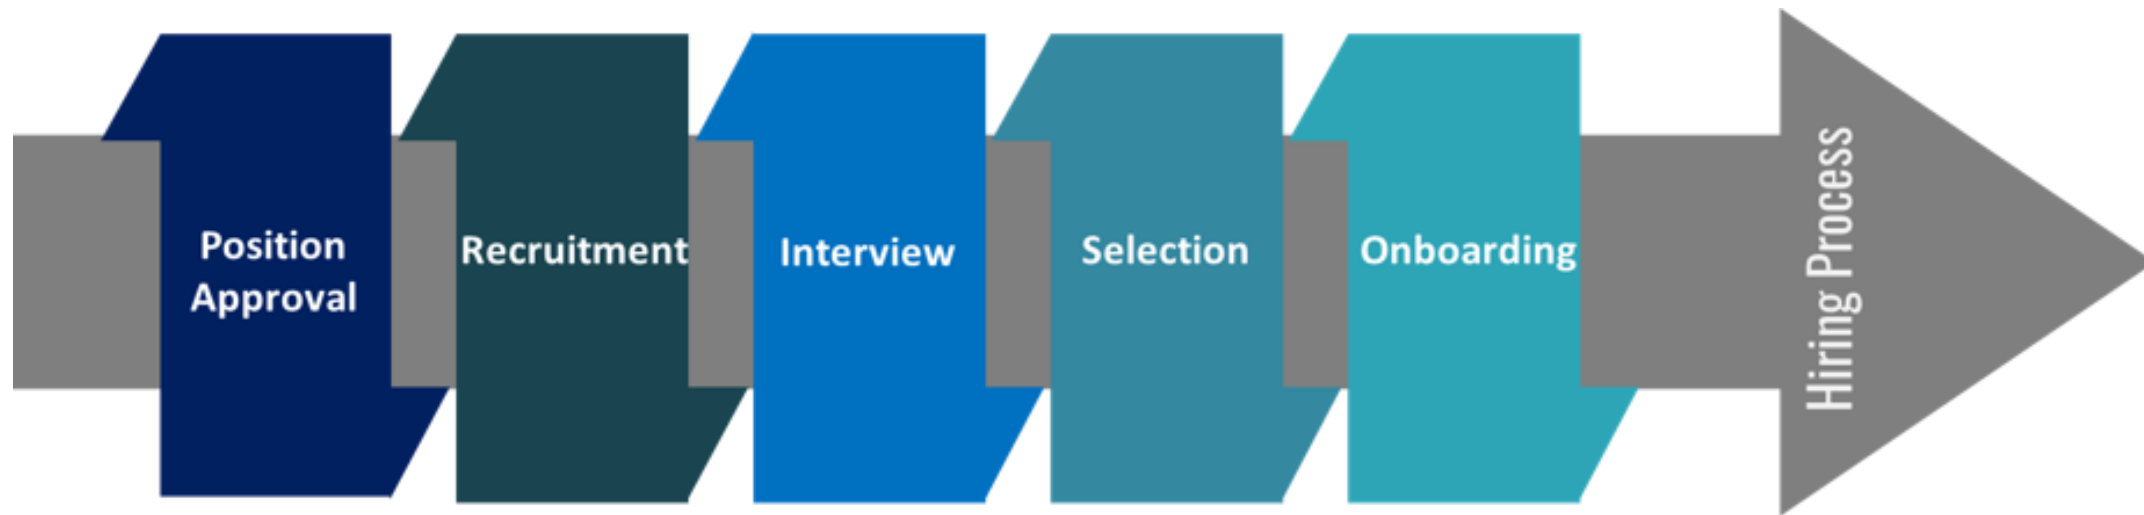 Position
Approval
Recruitment
Interview
Selection
Onboarding
Hiring Process